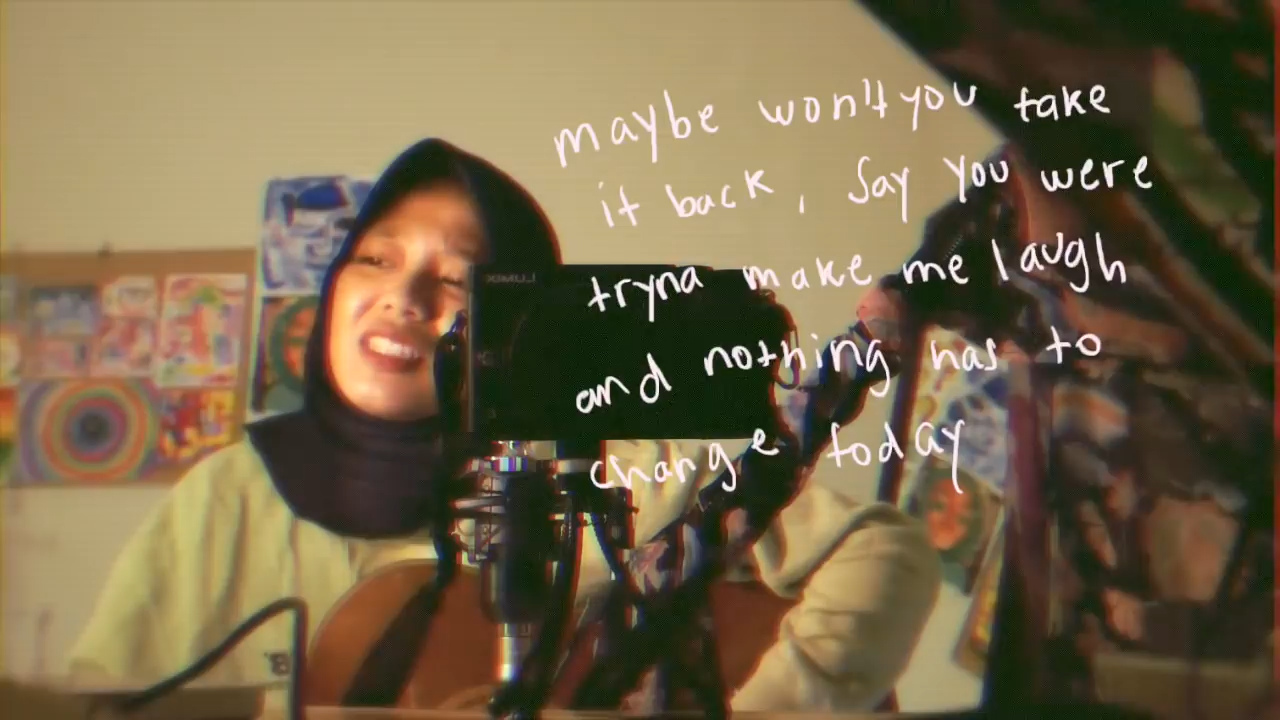 maybe won't you take
it back, say you were
tryna make me laugh
and nothing has to
change today
LUMIX